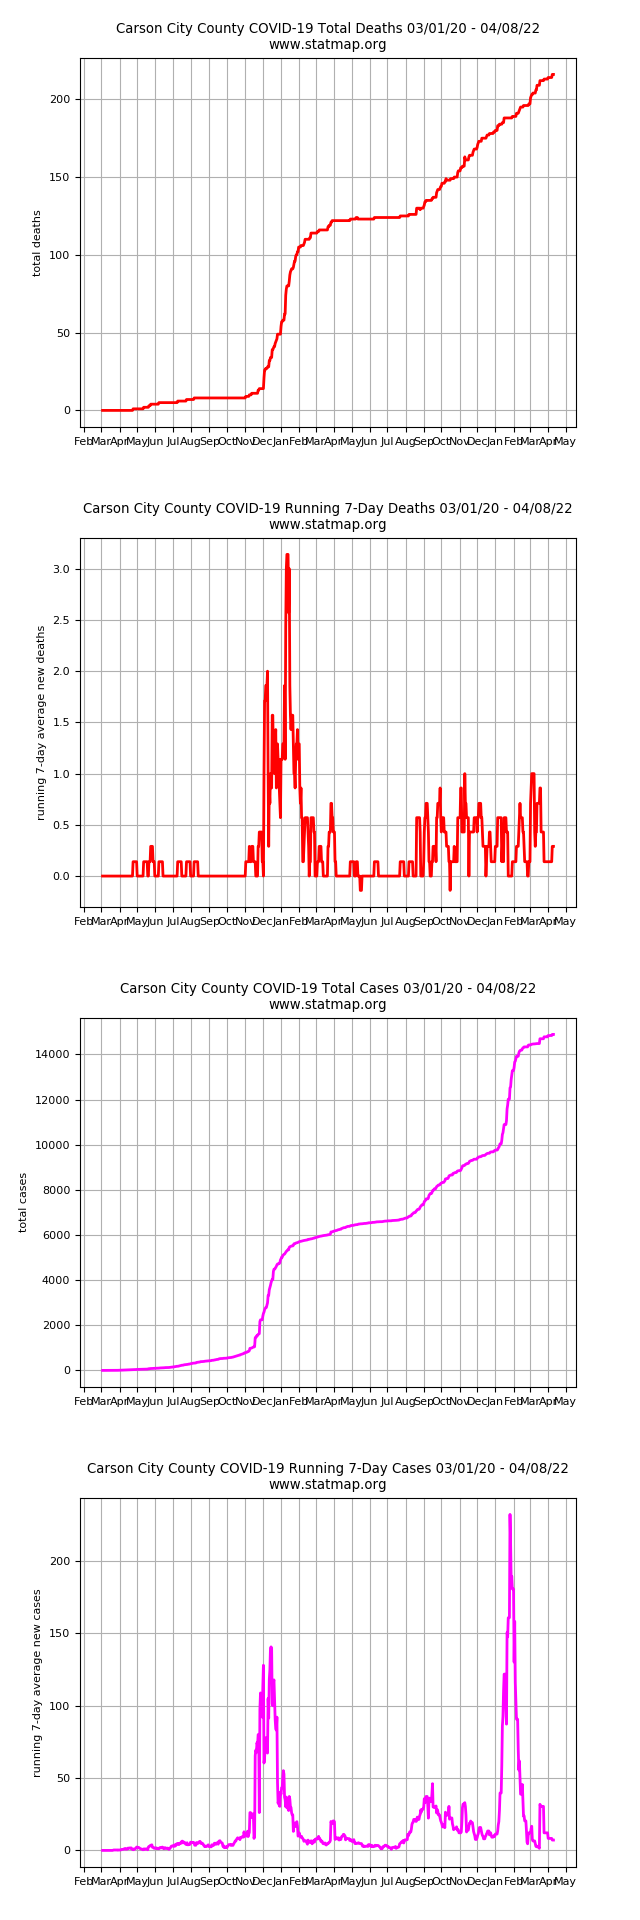 Carson City County COVID-19 Total Deaths 03/01/20 - 04/08/22
www.statmap.org
200
150
100
50
0
total deaths
Feb Mar Apr May Jun Jul Aug Sep Oct Nov Dec Jan Feb Mar Apr May Jun Jul Aug Sep Oct Nov Dec Jan Feb Mar Apr May
Carson City County COVID-19 Running 7-Day Deaths 03/01/20 - 04/08/22
www.statmap.org
3.0
2.5
2.0
1.5
1.0
0.5
0.0
running 7-day average new deaths
Feb Mar Apr May Jun Jul Aug Sep Oct Nov Dec Jan Feb Mar Apr May Jun Jul Aug Sep Oct Nov Dec Jan Feb Mar Apr May
Carson City County COVID-19 Total Cases 03/01/20 - 04/08/22
www.statmap.org
14000
12000
10000
8000
6000
4000
2000
0
total cases
Feb Mar Apr May Jun Jul Aug Sep Oct Nov Dec Jan Feb Mar Apr May Jun Jul Aug Sep Oct Nov Dec Jan Feb Mar Apr May
Carson City County COVID-19 Running 7-Day Cases 03/01/20 - 04/08/22
www.statmap.org
200
150
100
50
0
running 7-day average new cases
Feb Mar Apr May Jun Jul Aug Sep Oct Nov Dec Jan Feb Mar Apr May Jun Jul Aug Sep Oct Nov Dec Jan Feb Mar Apr May